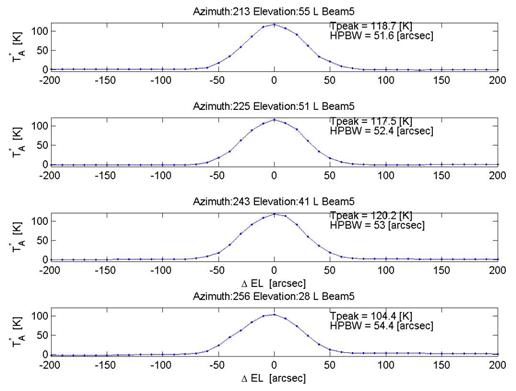 Azimuth:213 Elevation:55 L Beam5
Tpeak = 118.7 [K]
HPBW = 51.6 [arcsec]
100
50
0
T*A [K]
-200 -150 -100 -50 0 50 100 150 200
Azimuth:225 Elevation:51 L Beam5
Tpeak = 117.5 [K]
HPBW = 52.4 [arcsec]
100
50
0
T*A [K]
-200 -150 -100 -50 0 50 100 150 200
Azimuth:243 Elevation:41 L Beam5
Tpeak = 120.2 [K]
HPBW = 53 [arcsec]
100
50
0
T*A [K]
-200 -150 -100 -50 0 50 100 150 200
Δ EL [arcsec]
Azimuth:256 Elevation:28 L Beam5
Tpeak = 104.4 [K]
HPBW = 54.4 [arcsec]
100
50
0
T*A [K]
-200 -150 -100 -50 0 50 100 150 200
Δ EL [arcsec]